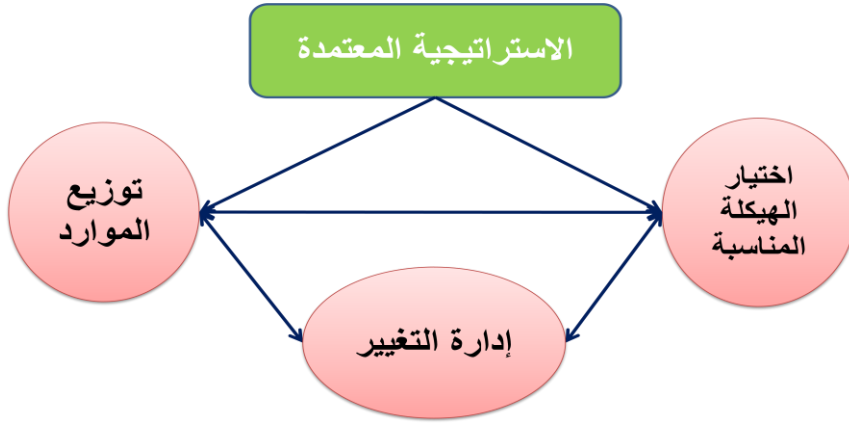 الاستراتيجية المعتمدة
اختيار
الهيكلة
المناسبة
توزيع
الموارد
إدارة التغيير